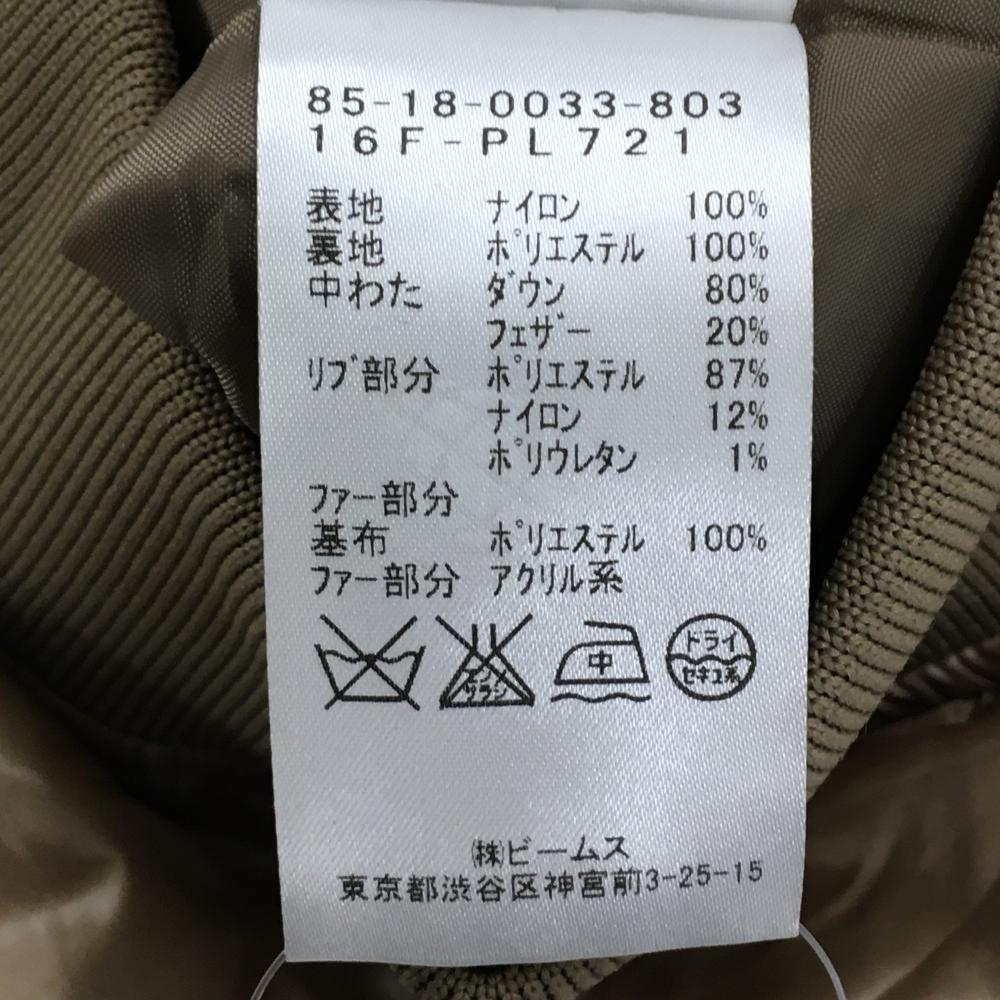 85-18-0033-803
16F-PL721
表地 ナイロン 100%
裏地 ポリエステル 100%
中わた ダウン 80%
フェザー 20%
リブ部分 ポリエステル 87%
ナイロン 12%
ポリウレタン 1%
ファー部分
基布 ポリエステル 100%
ファー部分 アクリル系
エンソ サラシ 中 ドライ セキユ系
㈱ビームス
東京都渋谷区神宮前3-25-15